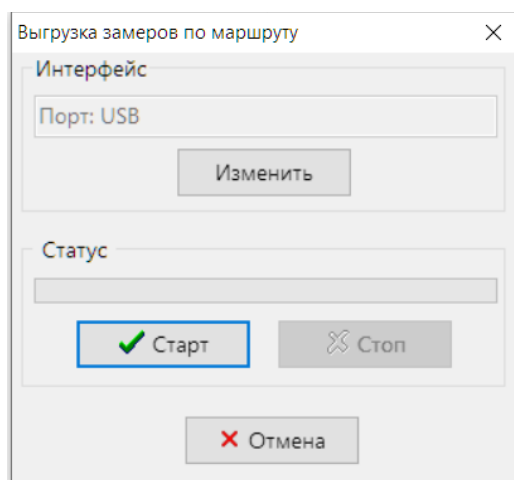 Выгрузка замеров по маршруту
Интерфейс
Порт: USB
Изменить
Статус
Старт
Стоп
Отмена